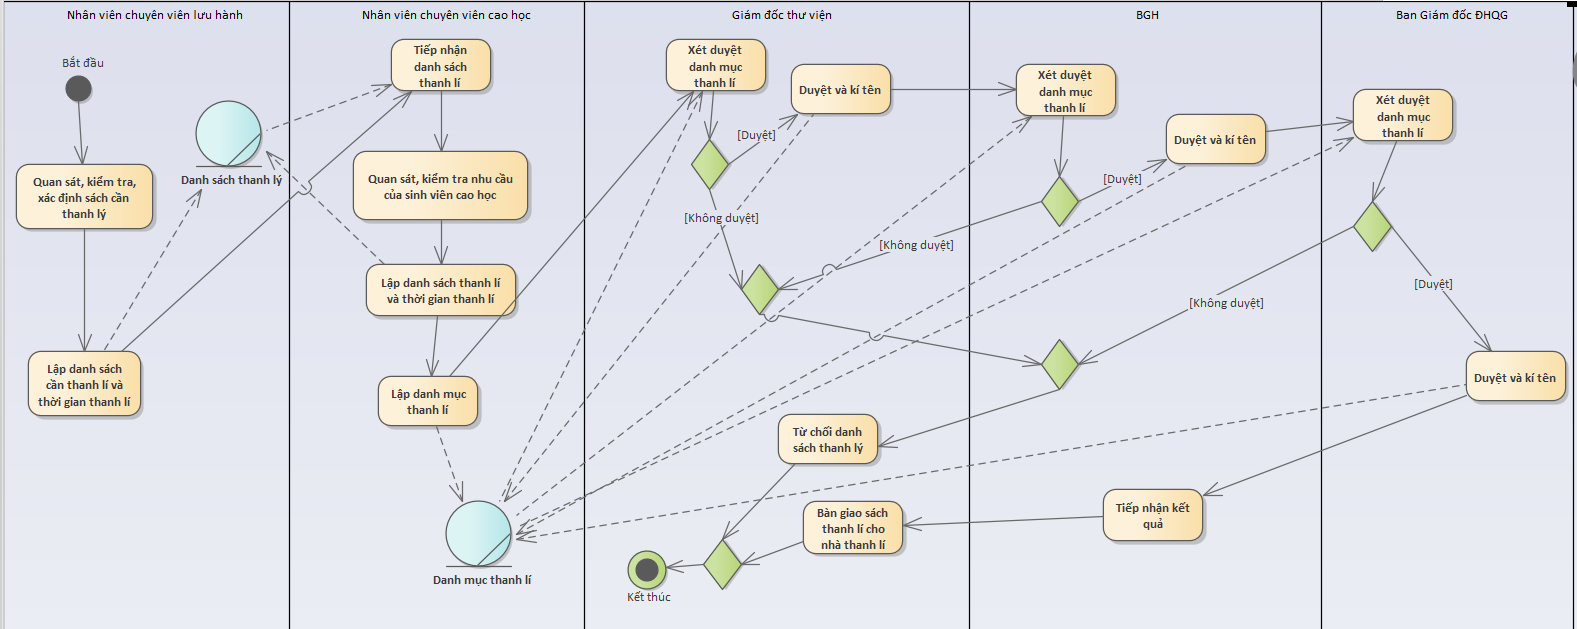 Nhân viên chuyên viên lưu hành
Nhân viên chuyên viên cao học
Giám đốc thư viện
BGH
Ban Giám đốc ĐHQG
Bắt đầu
Quan sát, kiểm tra,
xác định sách cần
thanh lý
Lập danh sách
cần thanh lí và
thời gian thanh lí
Danh sách thanh lý
Tiếp nhận
danh sách
thanh lí
Quan sát, kiểm tra nhu cầu
của sinh viên cao học
Lập danh sách thanh lí
và thời gian thanh lí
Lập danh mục
thanh lí
Danh mục thanh lí
Xét duyệt
danh mục
thanh lí
Duyệt và kí tên
[Duyệt]
[Không duyệt]
Từ chối danh
sách thanh lý
Bàn giao sách
thanh lí cho
nhà thanh lí
Kết thúc
Xét duyệt
danh mục
thanh lí
Duyệt và kí tên
[Duyệt]
[Không duyệt]
Tiếp nhận kết
quả
Xét duyệt
danh mục
thanh lí
[Không duyệt]
[Duyệt]
Duyệt và kí tên